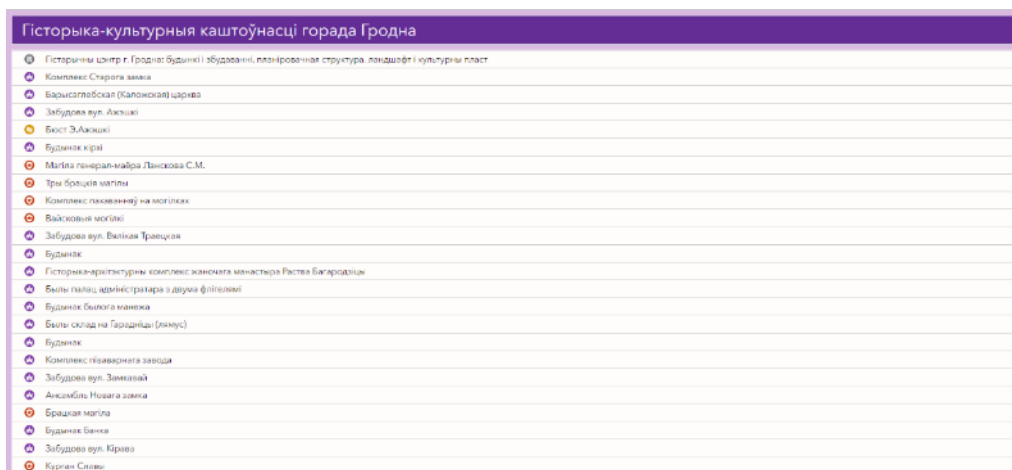 Гісторыка-культурныя каштоўнасці горада Гродна
Гістарычны цэнтр г. Гродна: будынкі і збудаванні, планіровачная структура, ландшафт і культурны пласт
Комплекс Старога замка
Барысаглебская (Каложская) царква
Забудова вул. Ажэшкі
Бюст Э.Ажэшкі
Будынак кірхі
Магіла генерал-маёра Ланскова С.М.
Тры брацкія магілы
Комплекс пахаванняў на могілках
Вайсковыя могілкі
Забудова вул. Вялікая Траецкая
Будынак
Гісторыка-архітэктурны комплекс жаночага манастыра Раства Багародзіцы
Былы палац адміністратара з двума флігелямі
Будынак былога манежа
Былы склад на Гарадніцы (лямус)
Будынак
Комплекс піваварнага завода
Забудова вул. Замкавай
Ансамбль Новага замка
Брацкая магіла
Будынак банка
Забудова вул. Кірава
Курган Славы